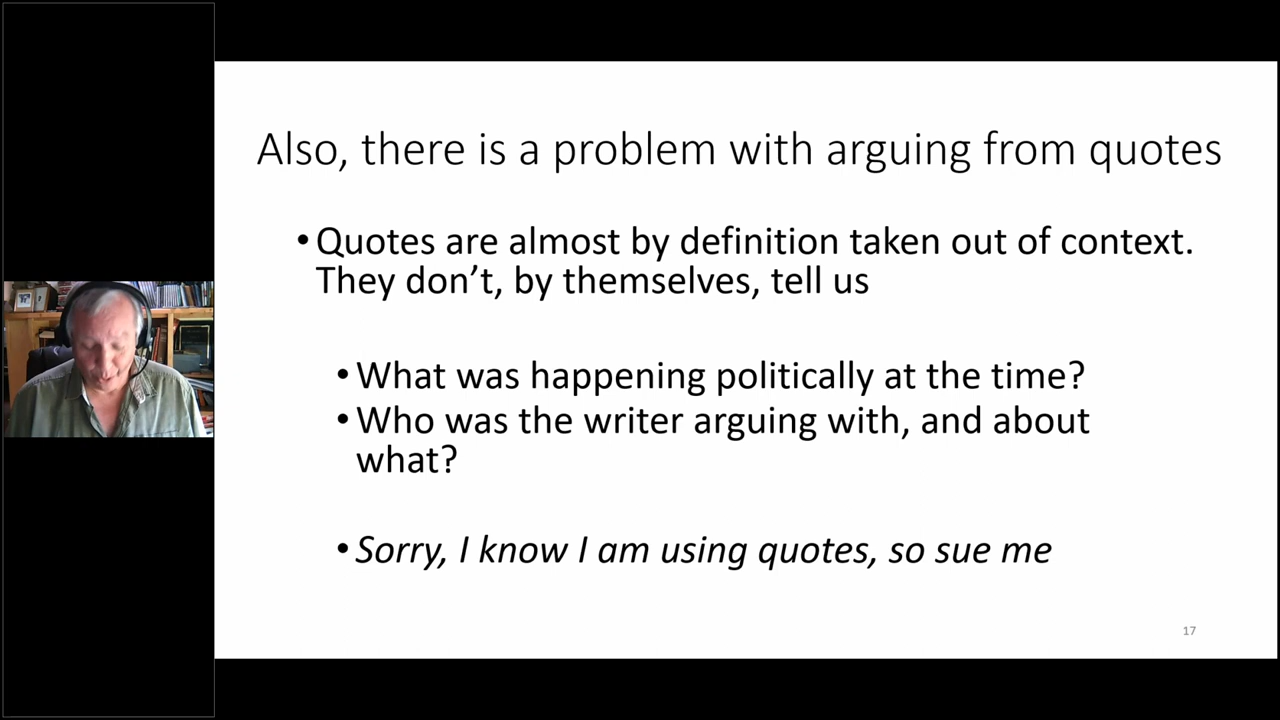 Also, there is a problem with arguing from quotes
•Quotes are almost by definition taken out of context.
They don’t, by themselves, tell us
•What was happening politically at the time?
•Who was the writer arguing with, and about
what?
•Sorry, I know I am using quotes, so sue me
17